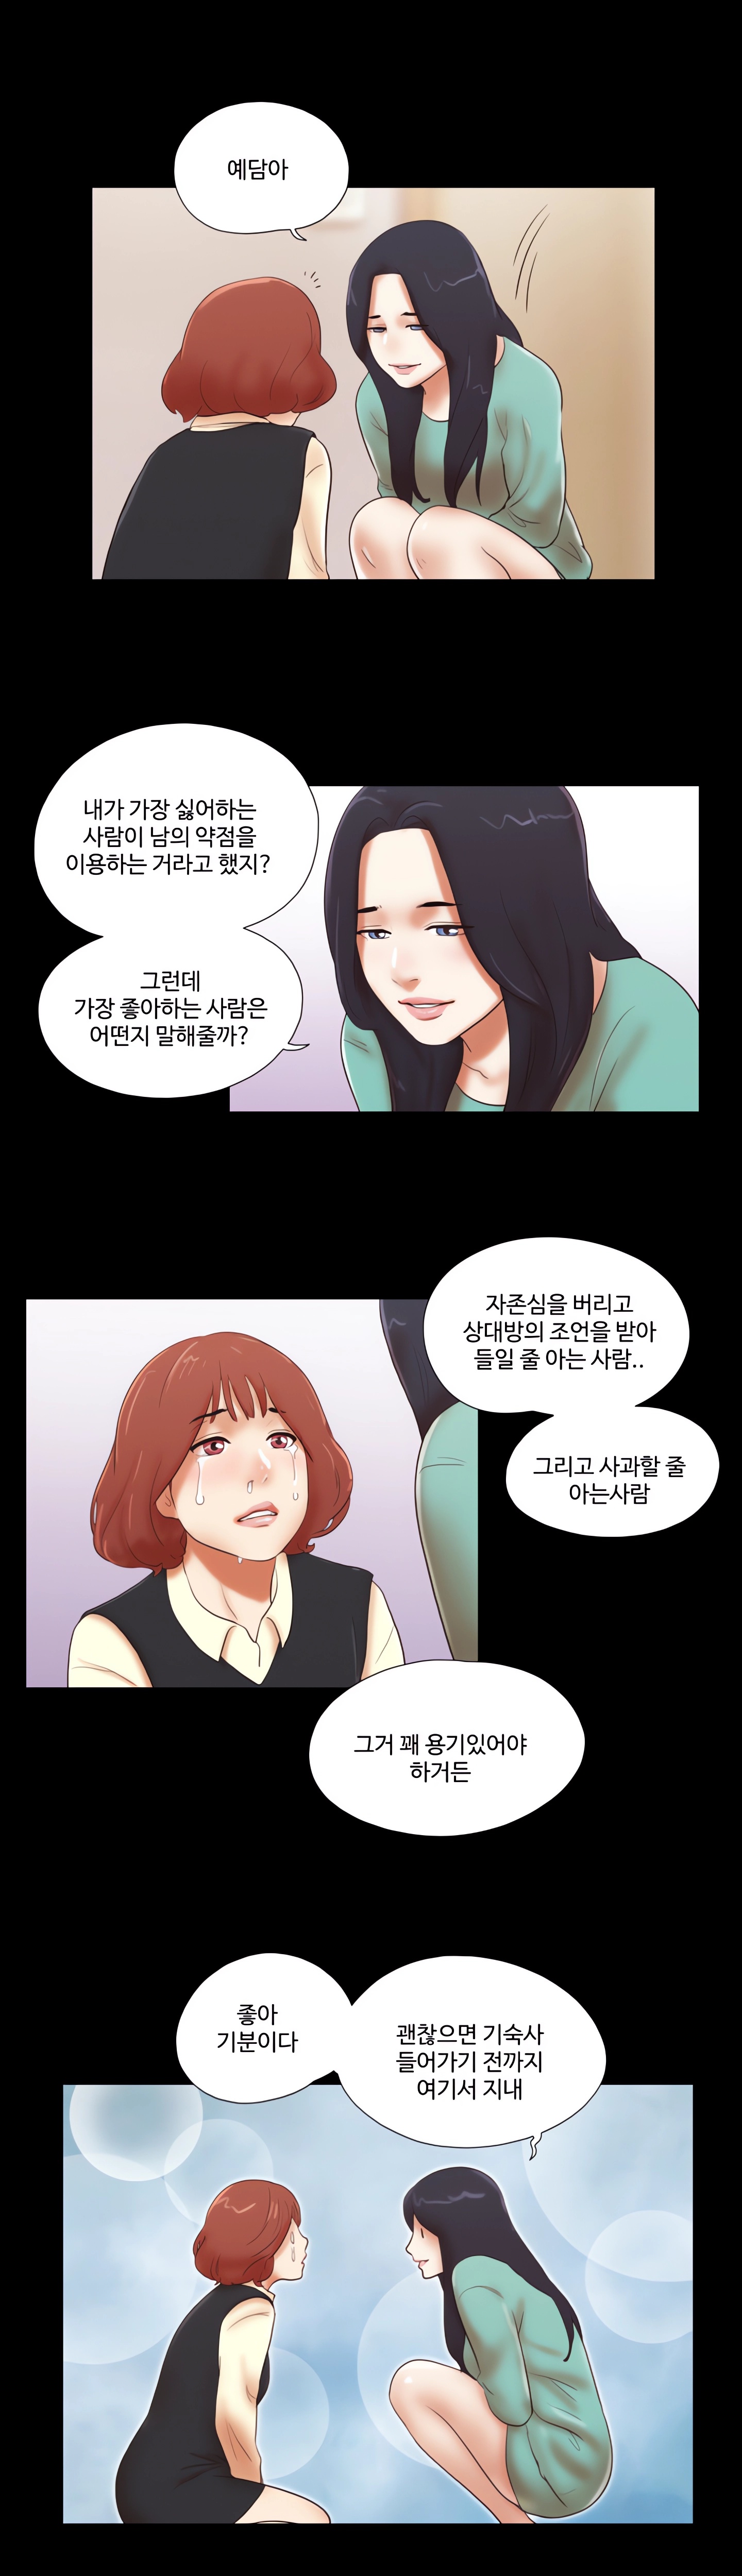 예담아
내가 가장 싫어하는
사람이 남의 약점을
이용하는 거라고 했지?
그런데
가장 좋아하는 사람은
어떤지 말해줄까?
자존심을 버리고
상대방의 조언을 받아
들일 줄 아는 사람..
그리고 사과할 줄
아는사람
그거 꽤 용기있어야
하거든
좋아
기분이다
괜찮으면 기숙사
들어가기 전까지
여기서 지내